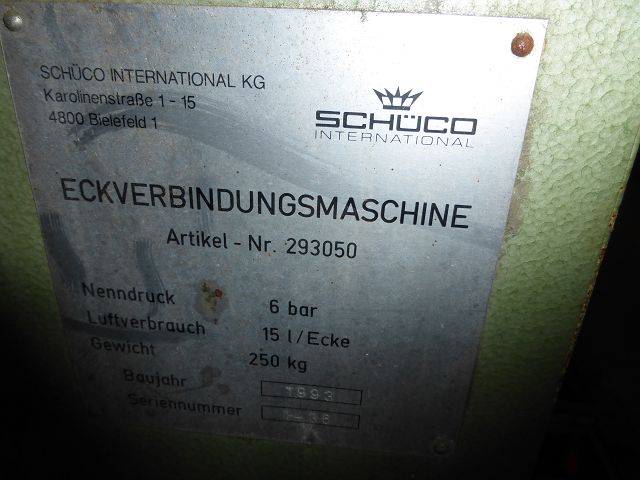 SCHÜCO INTERNATIONAL KG
Karolinenstraße 1 - 15
4800 Bielefeld 1
SCHÜCO
INTERNATIONAL
ECKVERBINDUNGSMASCHINE
Artikel - Nr. 293050
Nenndruck 6 bar
Luftverbrauch 15 l/Ecke
Gewicht 250 kg
Baujahr 1993
Seriennummer